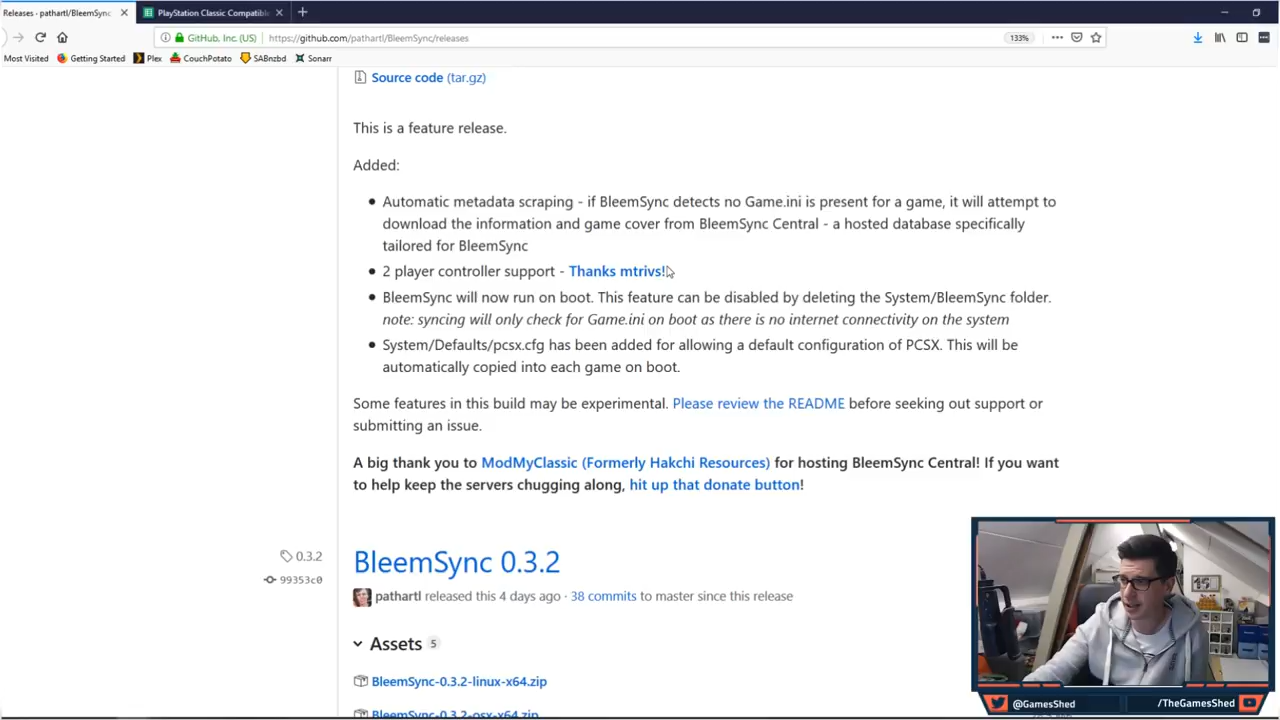 Releases - pathartl/BleemSync
PlayStation Classic Compatibl
GitHub, Inc. (US)
https://github.com/pathartl/BleemSync/releases
133%
Most Visited
Getting Started
Plex
CouchPotato
SABnzbd
Sonarr
Source code (tar.gz)
This is a feature release.
Added:
Automatic metadata scraping - if BleemSync detects no Game.ini is present for a game, it will attempt to
download the information and game cover from BleemSync Central - a hosted database specifically
tailored for BleemSync
2 player controller support - Thanks mtrivs!
BleemSync will now run on boot. This feature can be disabled by deleting the System/BleemSync folder.
note: syncing will only check for Game.ini on boot as there is no internet connectivity on the system
System/Defaults/pcsx.cfg has been added for allowing a default configuration of PCSX. This will be
automatically copied into each game on boot.
Some features in this build may be experimental. Please review the README before seeking out support or
submitting an issue.
A big thank you to ModMyClassic (Formerly Hakchi Resources) for hosting BleemSync Central! If you want
to help keep the servers chugging along, hit up that donate button!
0.3.2
99353c0
BleemSync 0.3.2
pathartl released this 4 days ago · 38 commits to master since this release
Assets 5
BleemSync-0.3.2-linux-x64.zip
BleemSync-0.3.2-osx-x64.zip
@GamesShed
/TheGamesShed